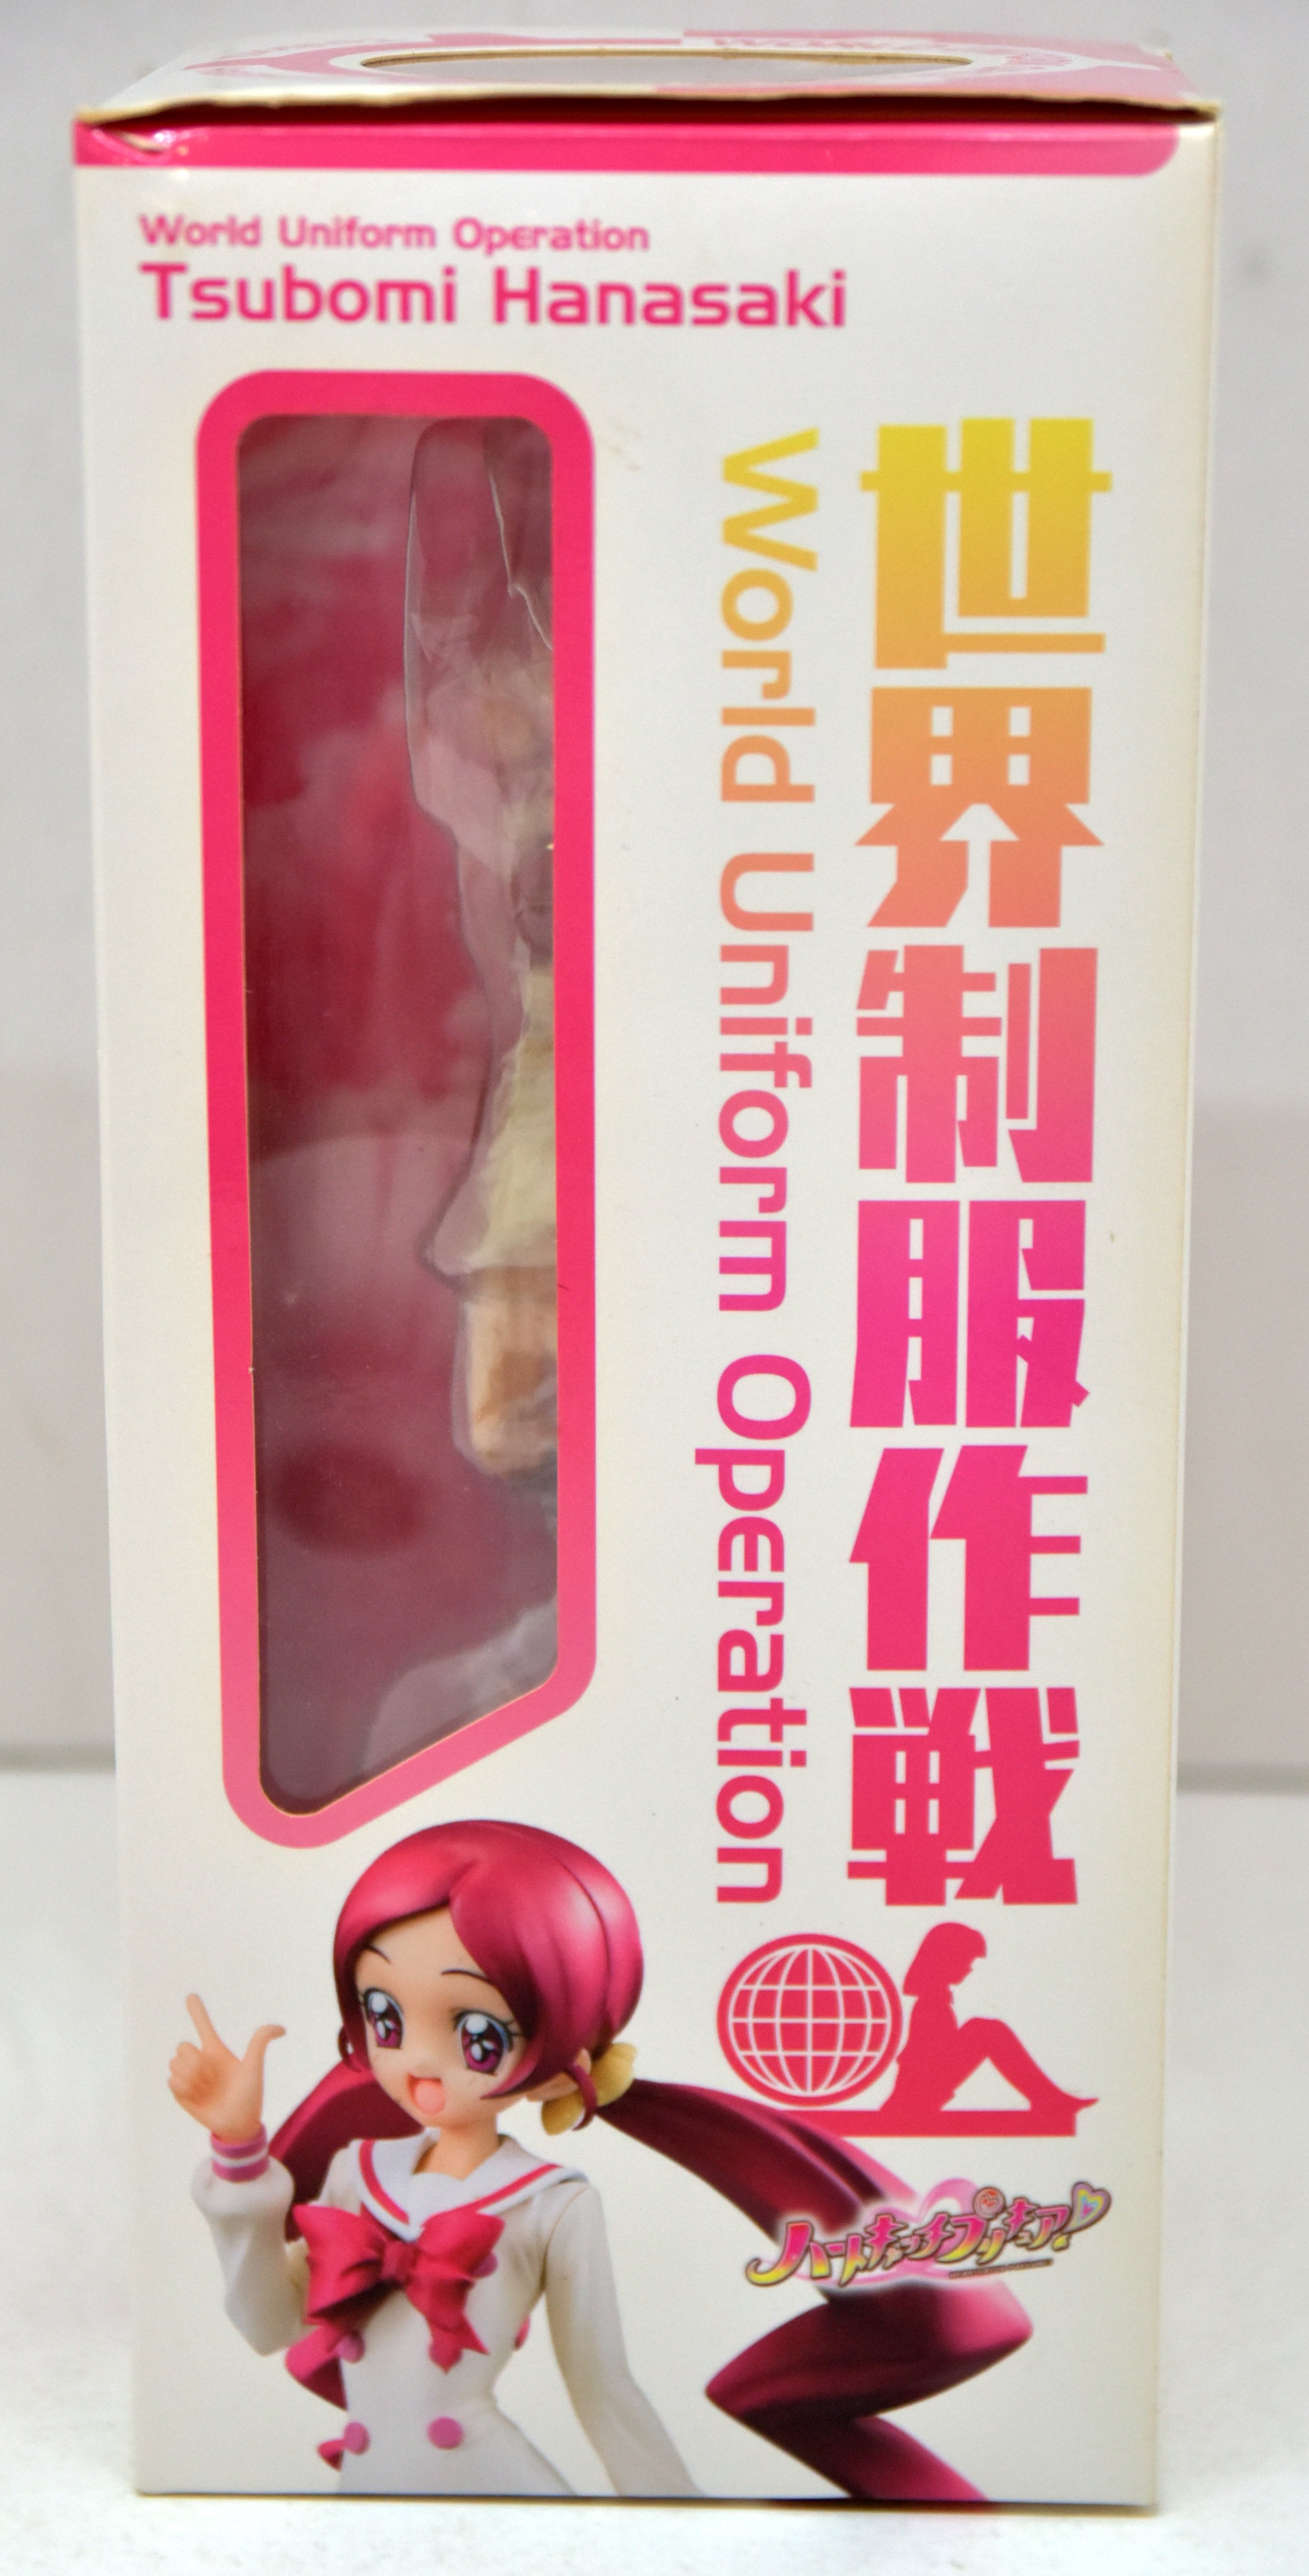 World Uniform Operation
Tsubomi Hanasaki
世界制服作戦
World Uniform Operation
ハートキャッチプリキュア!